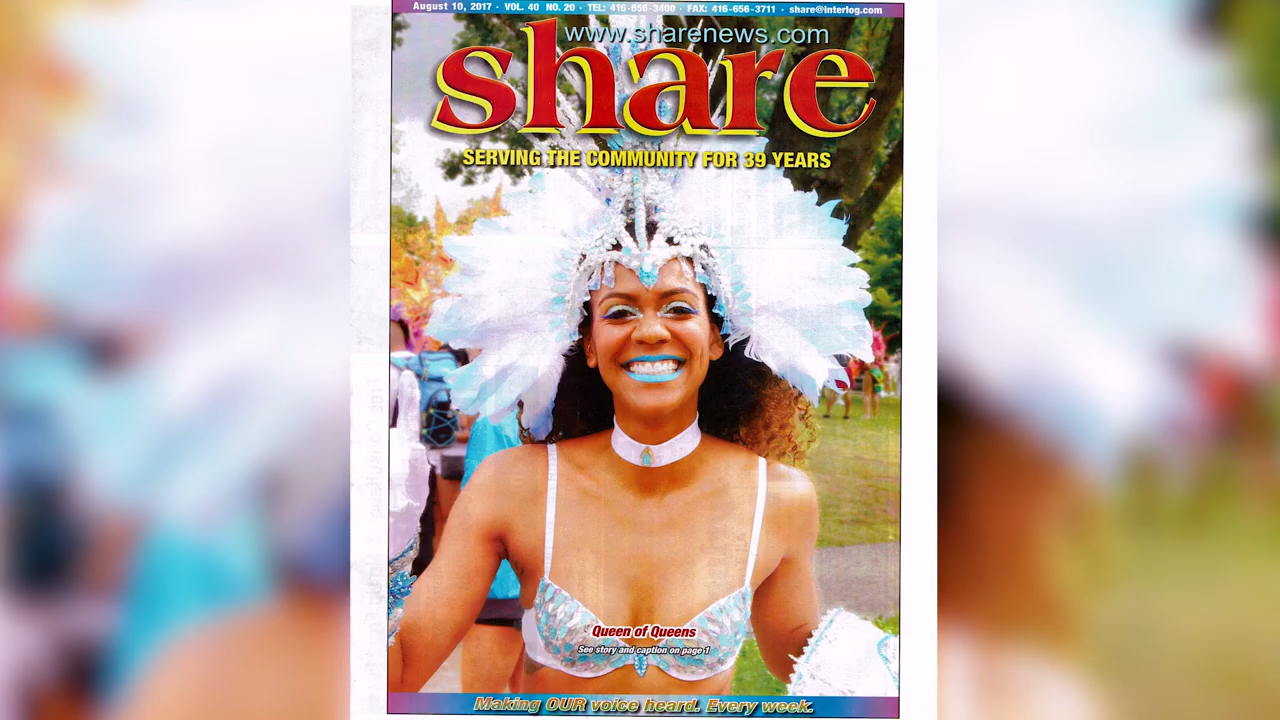 August 10, 2017 · VOL. 40 NO. 20 · TEL: 416-656-3400 · FAX: 416-656-3711 · share@interlog.com
www.sharenews.com
share
SERVING THE COMMUNITY FOR 39 YEARS
Queen of Queens
See story and caption on page 1
Making OUR voice heard. Every week.